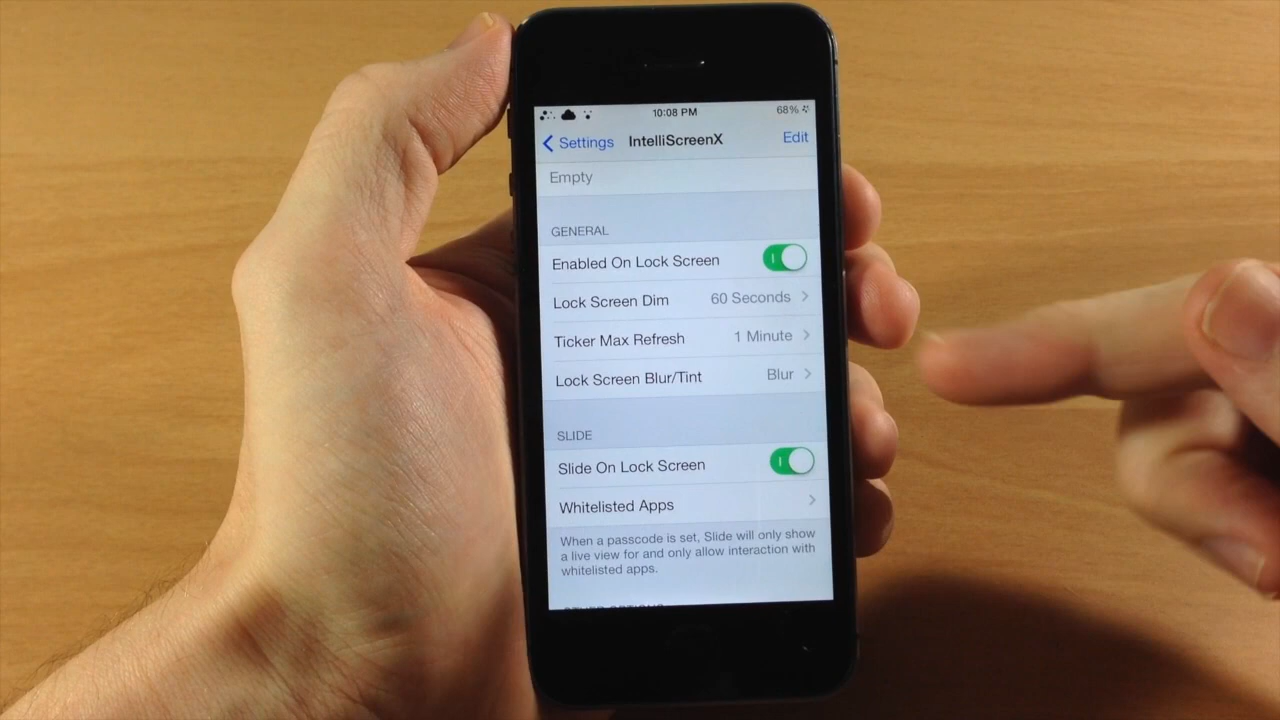 10:08 PM 68%
Settings IntelliScreenX Edit
Empty
GENERAL
Enabled On Lock Screen
Lock Screen Dim 60 Seconds
Ticker Max Refresh 1 Minute
Lock Screen Blur/Tint Blur
SLIDE
Slide On Lock Screen
Whitelisted Apps
When a passcode is set, Slide will only show
a live view for and only allow interaction with
whitelisted apps.